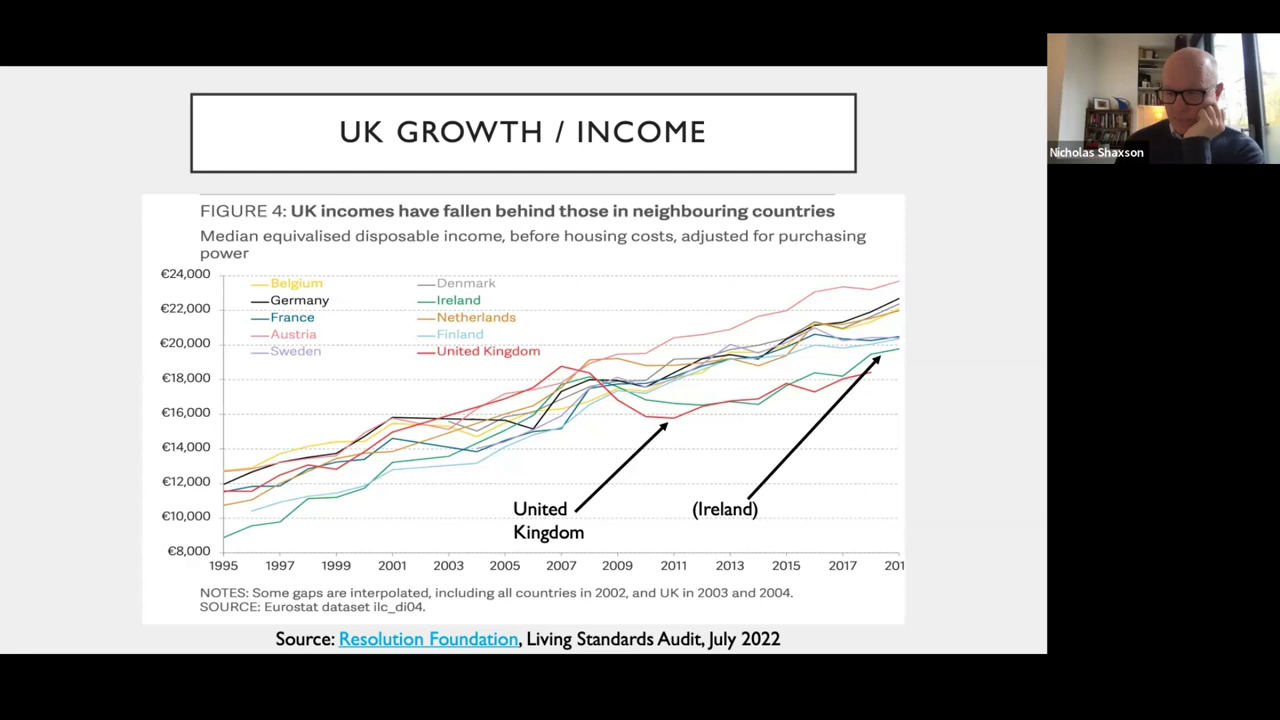 UK GROWTH / INCOME
Nicholas Shaxson
FIGURE 4: UK incomes have fallen behind those in neighbouring countries
Median equivalised disposable income, before housing costs, adjusted for purchasing
power
€24,000
€22,000
€20,000
€18,000
€16,000
€14,000
€12,000
€10,000
€8,000
Belgium
Denmark
Germany
Ireland
France
Netherlands
Austria
Finland
Sweden
United Kingdom
United
Kingdom
(Ireland)
1995 1997 1999 2001 2003 2005 2007 2009 2011 2013 2015 2017 201
NOTES: Some gaps are interpolated, including all countries in 2002, and UK in 2003 and 2004.
SOURCE: Eurostat dataset ilc_di04.
Source: Resolution Foundation, Living Standards Audit, July 2022